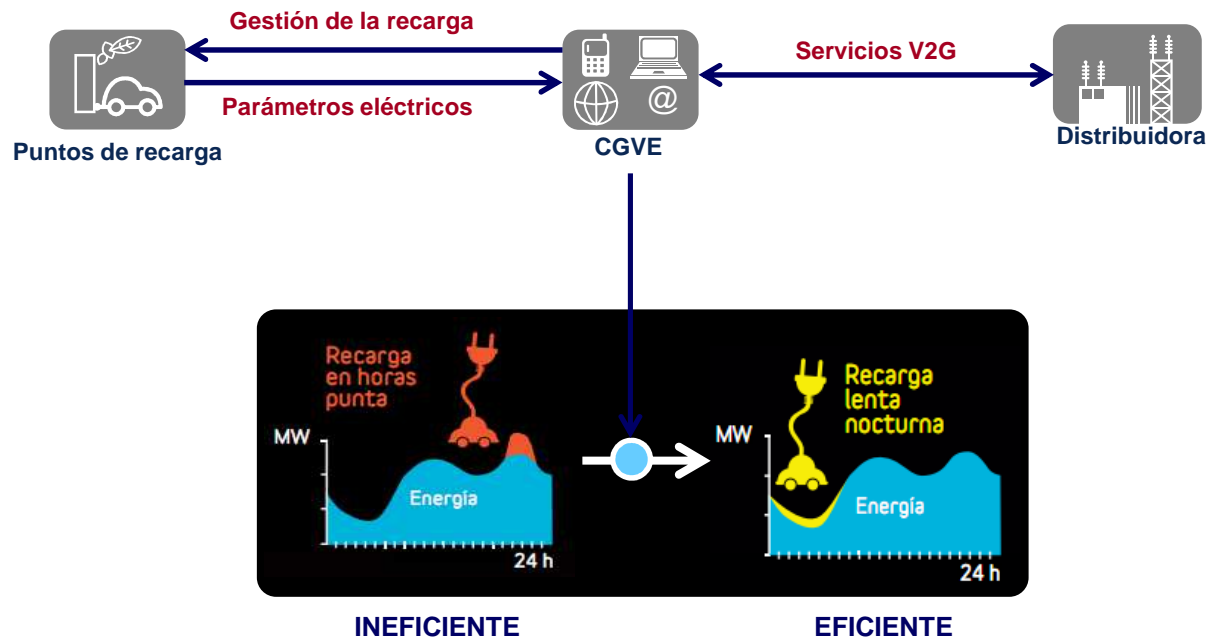 Gestión de la recarga
Parámetros eléctricos
Puntos de recarga
@
CGVE
Servicios V2G
Distribuidora
Recarga
en horas
punta
MW
Energía
24 h
Recarga
lenta
nocturna
MW
Energía
24 h
INEFICIENTE
EFICIENTE